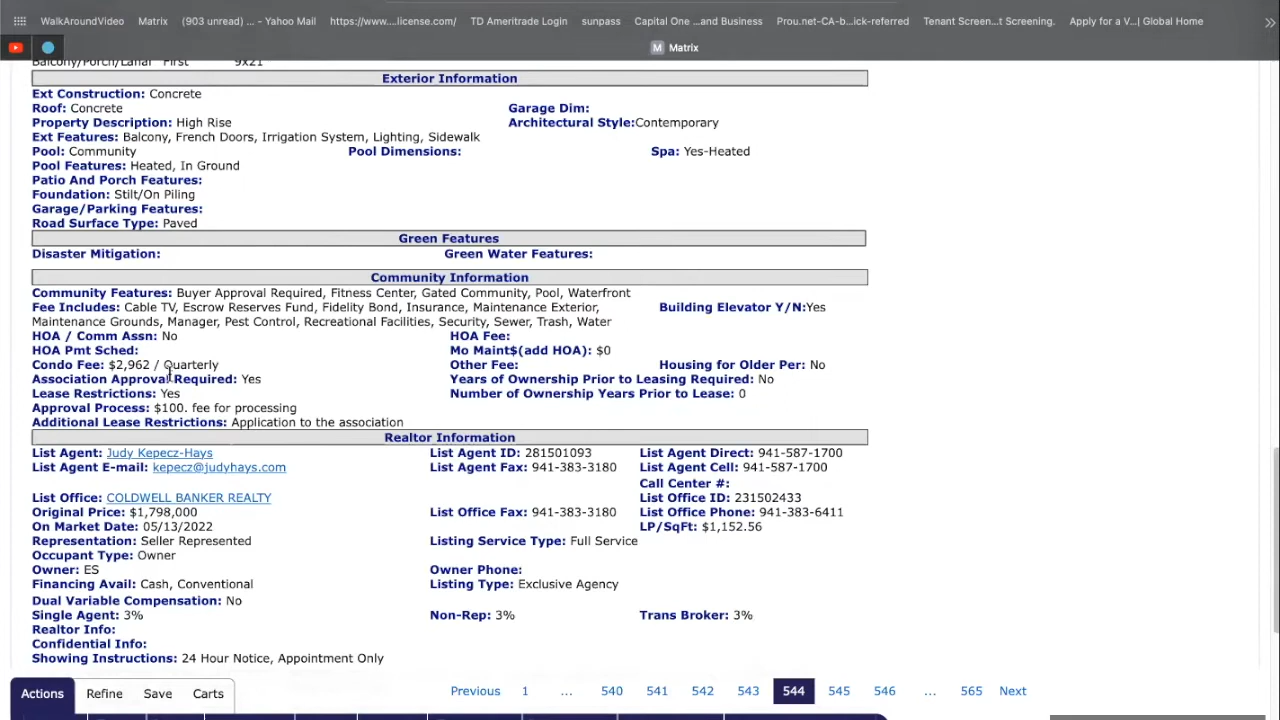 WalkAroundVideo Matrix (903 unread) ... – Yahoo Mail https://www....license.com/ TD Ameritrade Login sunpass Capital One ...and Business Prou.net-CA-b...ick-referred Tenant Screen...t Screening. Apply for a V...| Global Home
M Matrix
Balcony/Porch/Lanai First 9x21
Exterior Information
Ext Construction: Concrete
Roof: Concrete Garage Dim:
Property Description: High Rise Architectural Style:Contemporary
Ext Features: Balcony, French Doors, Irrigation System, Lighting, Sidewalk
Pool: Community Pool Dimensions: Spa: Yes-Heated
Pool Features: Heated, In Ground
Patio And Porch Features:
Foundation: Stilt/On Piling
Garage/Parking Features:
Road Surface Type: Paved
Green Features
Disaster Mitigation: Green Water Features:
Community Information
Community Features: Buyer Approval Required, Fitness Center, Gated Community, Pool, Waterfront
Fee Includes: Cable TV, Escrow Reserves Fund, Fidelity Bond, Insurance, Maintenance Exterior, Building Elevator Y/N:Yes
Maintenance Grounds, Manager, Pest Control, Recreational Facilities, Security, Sewer, Trash, Water
HOA / Comm Assn: No HOA Fee:
HOA Pmt Sched: Mo Maint$(add HOA): $0
Condo Fee: $2,962 / Quarterly Other Fee: Housing for Older Per: No
Association Approval Required: Yes Years of Ownership Prior to Leasing Required: No
Lease Restrictions: Yes Number of Ownership Years Prior to Lease: 0
Approval Process: $100. fee for processing
Additional Lease Restrictions: Application to the association
Realtor Information
List Agent: Judy Kepecz-Hays List Agent ID: 281501093 List Agent Direct: 941-587-1700
List Agent E-mail: kepecz@judyhays.com List Agent Fax: 941-383-3180 List Agent Cell: 941-587-1700
Call Center #:
List Office: COLDWELL BANKER REALTY List Office ID: 231502433
Original Price: $1,798,000 List Office Fax: 941-383-3180 List Office Phone: 941-383-6411
On Market Date: 05/13/2022 LP/SqFt: $1,152.56
Representation: Seller Represented Listing Service Type: Full Service
Occupant Type: Owner
Owner: ES Owner Phone:
Financing Avail: Cash, Conventional Listing Type: Exclusive Agency
Dual Variable Compensation: No
Single Agent: 3% Non-Rep: 3% Trans Broker: 3%
Realtor Info:
Confidential Info:
Showing Instructions: 24 Hour Notice, Appointment Only
Actions Refine Save Carts Previous 1 ... 540 541 542 543 544 545 546 ... 565 Next